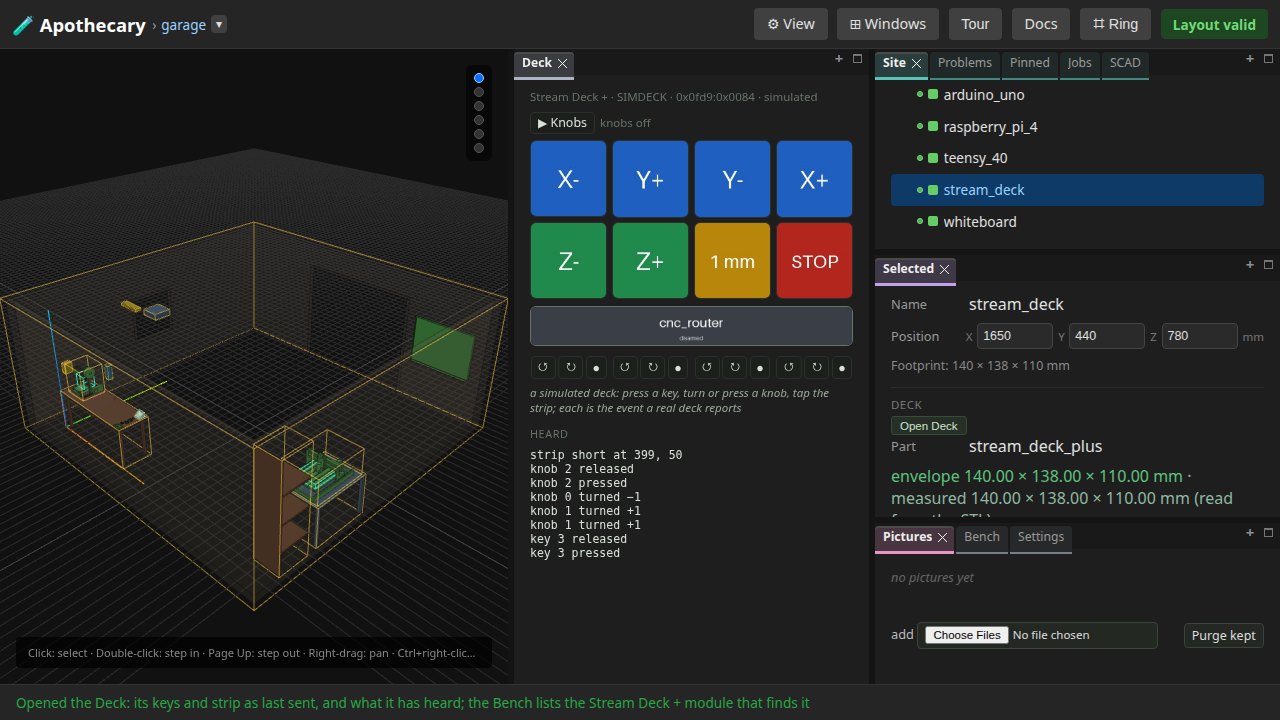 Apothecary › garage ▾
⚙ View
⊞ Windows
Tour
Docs
⌗ Ring
Layout valid
Click: select · Double-click: step in · Page Up: step out · Right-drag: pan · Ctrl+right-clic...
Deck
Stream Deck + · SIMDECK · 0x0fd9:0x0084 · simulated
▶ Knobs knobs off
X- Y+ Y- X+
Z- Z+ 1 mm STOP
cnc_router
disarmed
↺ ↻ ● ↺ ↻ ● ↺ ↻ ● ↺ ↻ ●
a simulated deck: press a key, turn or press a knob, tap the
strip; each is the event a real deck reports
HEARD
strip short at 399, 50
knob 2 released
knob 2 pressed
knob 0 turned −1
knob 1 turned +1
knob 1 turned +1
key 3 released
key 3 pressed
Site Problems Pinned Jobs SCAD
arduino_uno
raspberry_pi_4
teensy_40
stream_deck
whiteboard
Selected
Name stream_deck
Position X 1650 Y 440 Z 780 mm
Footprint: 140 × 138 × 110 mm
DECK
Open Deck
Part stream_deck_plus
envelope 140.00 × 138.00 × 110.00 mm ·
measured 140.00 × 138.00 × 110.00 mm (read
Pictures Bench Settings
no pictures yet
add Choose Files No file chosen Purge kept
Opened the Deck: its keys and strip as last sent, and what it has heard; the Bench lists the Stream Deck + module that finds it